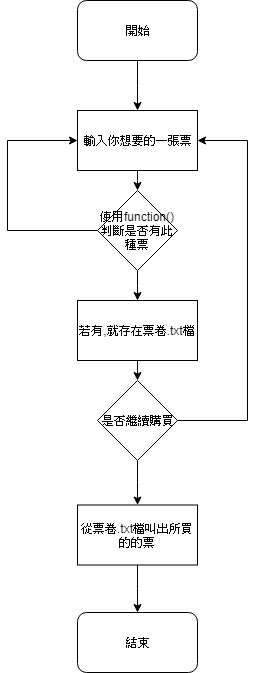 開始
輸入你想要的一張票
使用function()
判斷是否有此
種票
若有,就存在票卷.txt檔
是否繼續購買
從票卷.txt檔叫出所買
的的票
結束